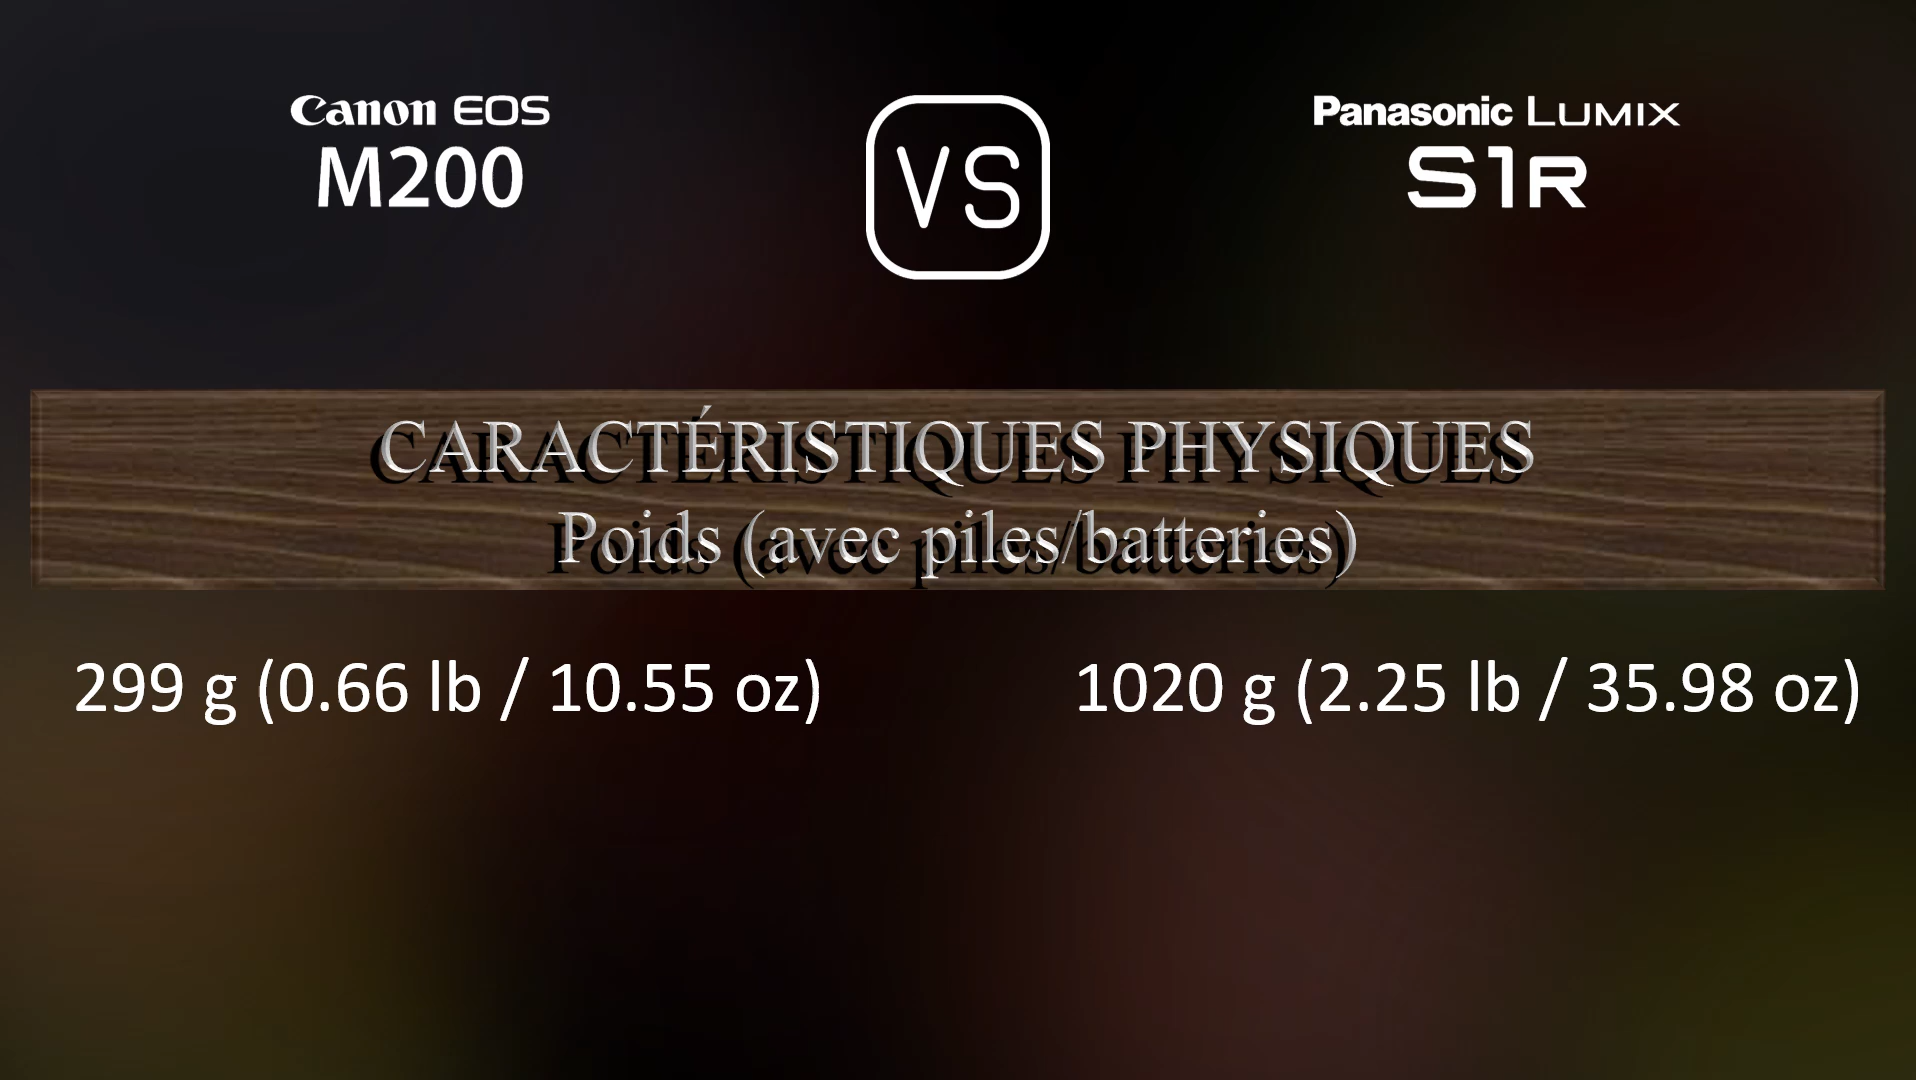 Canon EOS
M200
VS
Panasonic LUMIX
S1R
CARACTÉRISTIQUES PHYSIQUES
Poids (avec piles/batteries)
299 g (0.66 lb / 10.55 oz)
1020 g (2.25 lb / 35.98 oz)